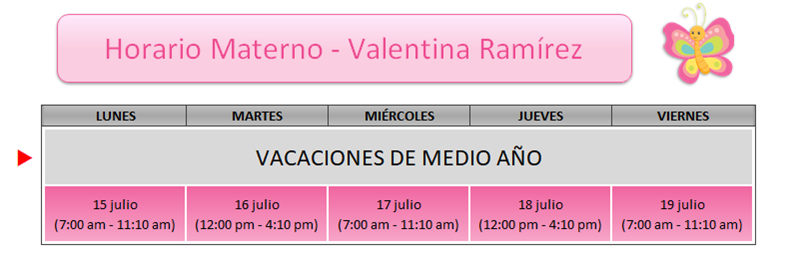 Horario Materno - Valentina Ramírez
LUNES MARTES MIÉRCOLES JUEVES VIERNES
VACACIONES DE MEDIO AÑO
15 julio 16 julio 17 julio 18 julio 19 julio
(7:00 am - 11:10 am) (12:00 pm - 4:10 pm) (7:00 am - 11:10 am) (12:00 pm - 4:10 pm) (7:00 am - 11:10 am)